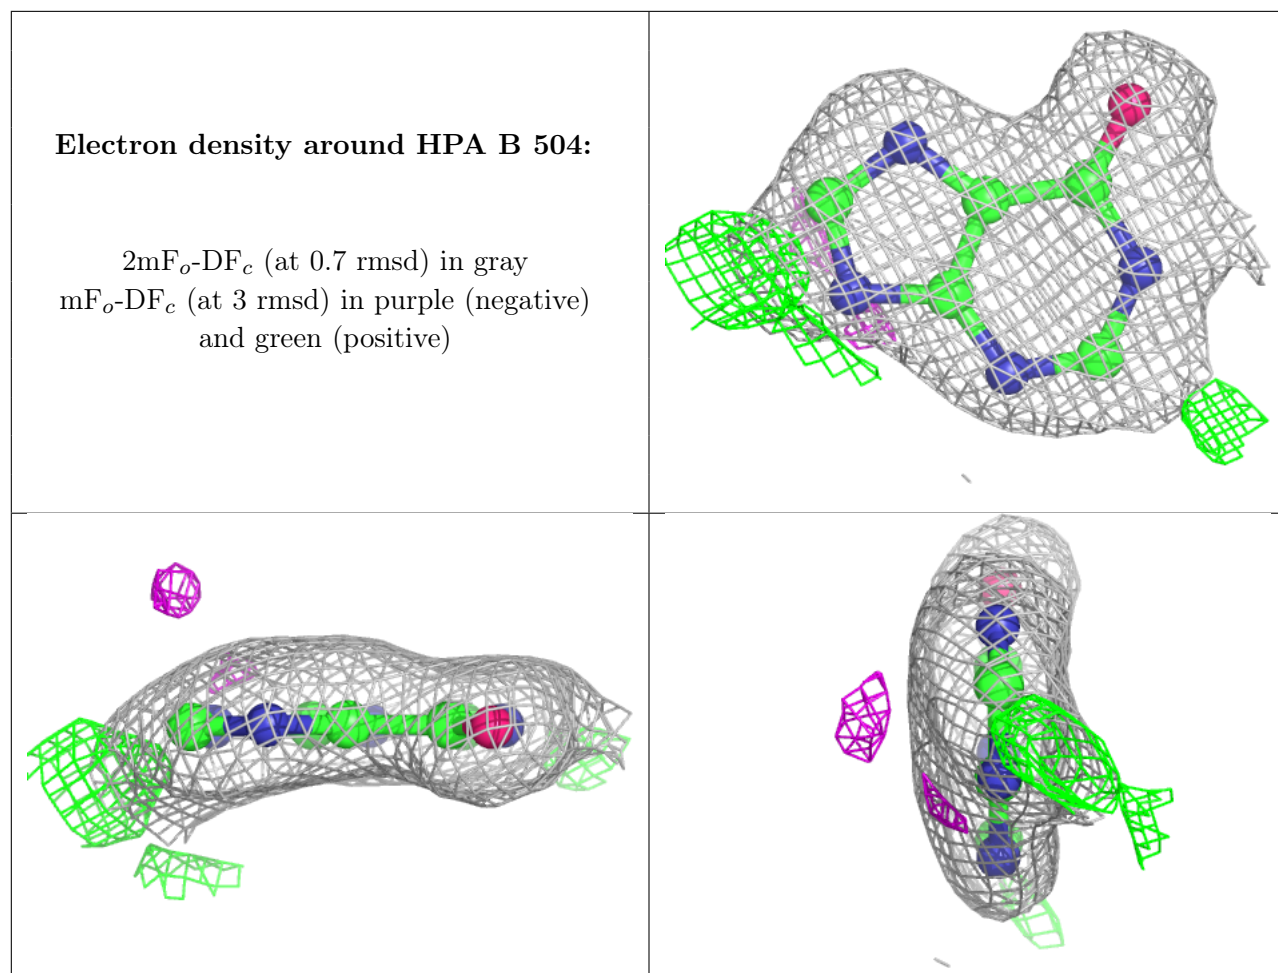 Electron density around HPA B 504:
2mFo-DFc (at 0.7 rmsd) in gray
mFo-DFc (at 3 rmsd) in purple (negative)
and green (positive)